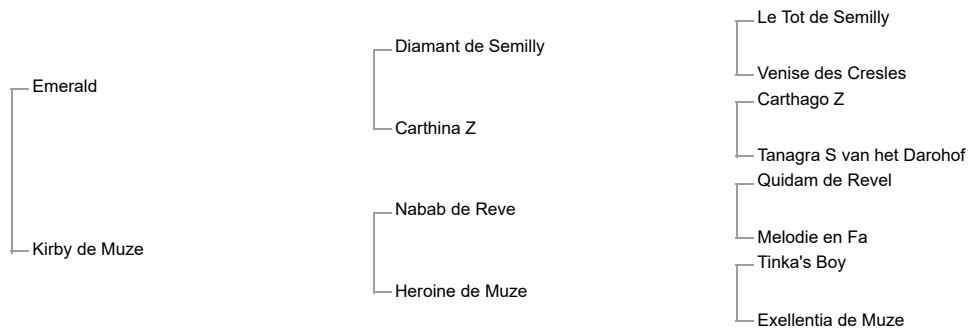 Le Tot de Semilly
Diamant de Semilly
Venise des Cresles
Emerald
Carthago Z
Carthina Z
Tanagra S van het Darohof
Quidam de Revel
Nabab de Reve
Melodie en Fa
Kirby de Muze
Tinka's Boy
Heroine de Muze
Exellentia de Muze